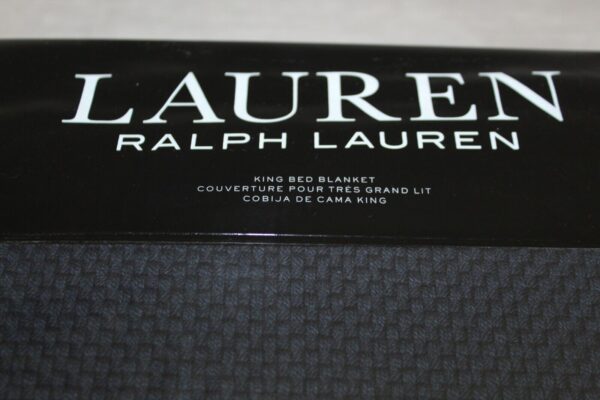 LAUREN
RALPH LAUREN
KING BED BLANKET
COUVERTURE POUR TRÈS GRAND LIT
COBIJA DE CAMA KING